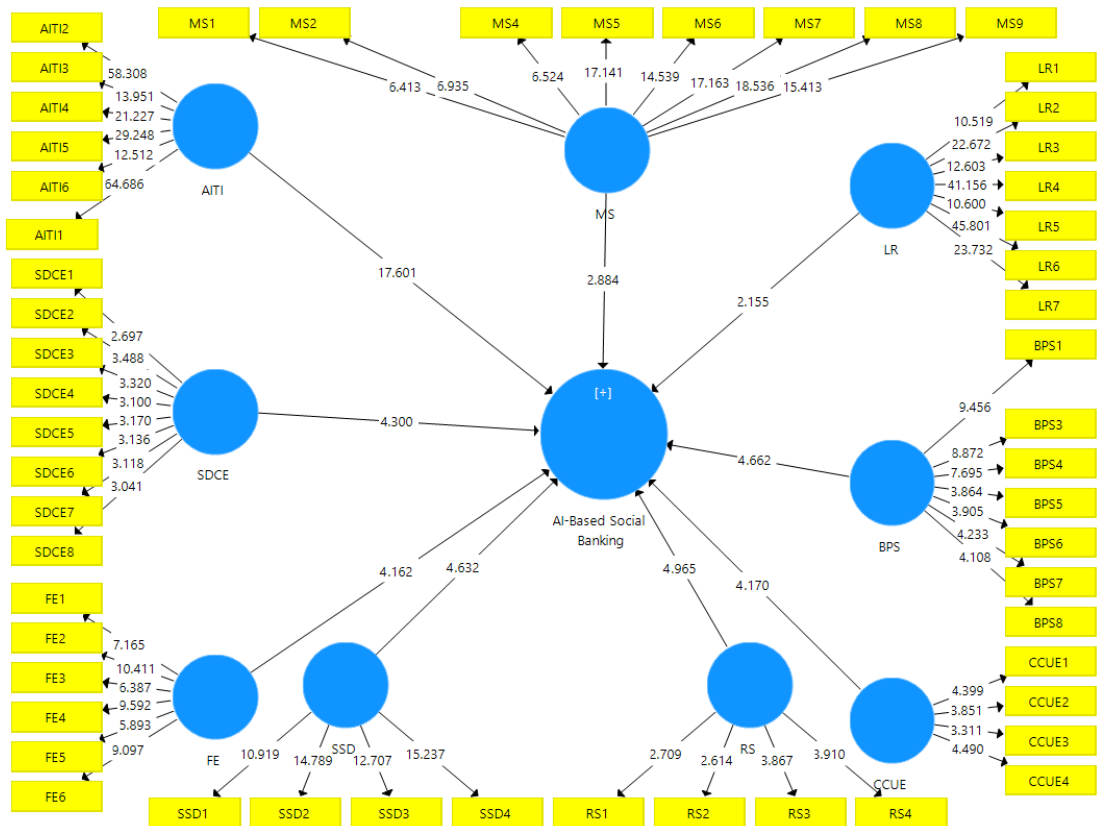 MS1
MS2
MS4
MS5
MS6
MS7
MS8
MS9
6.413
6.935
6.524
17.141
14.539
17.163
18.536
15.413
MS
2.884
AITI2
AITI3
AITI4
AITI5
AITI6
AITI1
58.308
13.951
21.227
29.248
12.512
64.686
AITI
17.601
LR1
LR2
LR3
LR4
LR5
LR6
LR7
10.519
22.672
12.603
41.156
10.600
45.801
23.732
LR
2.155
SDCE1
SDCE2
SDCE3
SDCE4
SDCE5
SDCE6
SDCE7
SDCE8
2.697
3.488
3.320
3.100
3.170
3.136
3.118
3.041
SDCE
4.300
[+]
AI-Based Social
Banking
BPS1
BPS3
BPS4
BPS5
BPS6
BPS7
BPS8
9.456
8.872
7.695
3.864
3.905
4.233
4.108
BPS
4.662
FE1
FE2
FE3
FE4
FE5
FE6
7.165
10.411
6.387
9.592
5.893
9.097
FE
4.162
SSD
4.632
10.919
14.789
12.707
15.237
SSD1
SSD2
SSD3
SSD4
RS
4.965
2.709
2.614
3.867
3.910
RS1
RS2
RS3
RS4
CCUE1
CCUE2
CCUE3
CCUE4
4.399
3.851
3.311
4.490
CCUE
4.170